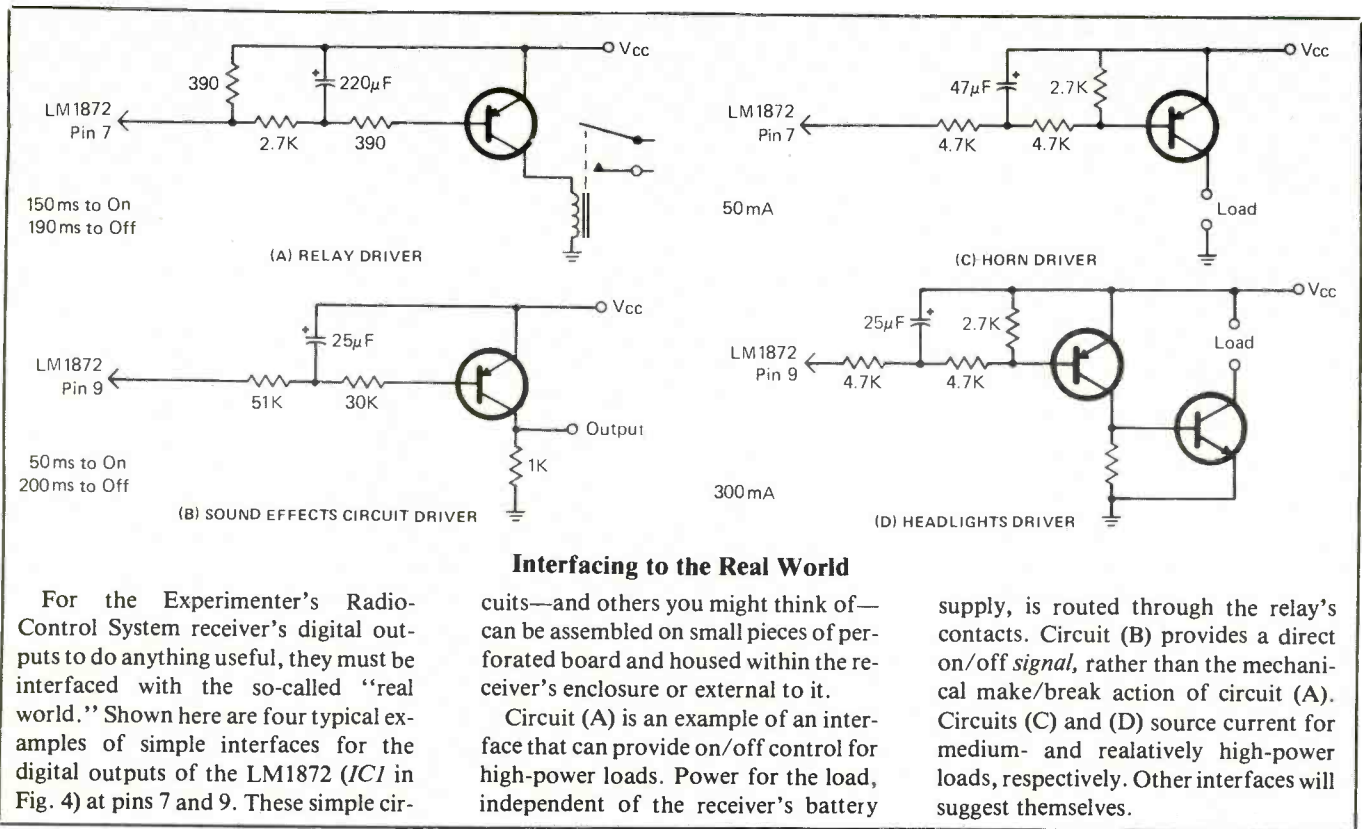 Vcc
390
220µF
LM1872
Pin 7
2.7K
390
150ms to On
190ms to Off
(A) RELAY DRIVER
Vcc
47µF
2.7K
LM1872
Pin 7
4.7K
4.7K
50mA
Load
(C) HORN DRIVER
Vcc
25µF
LM1872
Pin 9
51K
30K
Output
1K
50ms to On
200ms to Off
(B) SOUND EFFECTS CIRCUIT DRIVER
Vcc
25µF
2.7K
Load
LM1872
Pin 9
4.7K
4.7K
300mA
(D) HEADLIGHTS DRIVER
Interfacing to the Real World
For the Experimenter's Radio-
Control System receiver's digital out-
puts to do anything useful, they must be
interfaced with the so-called "real
world." Shown here are four typical ex-
amples of simple interfaces for the
digital outputs of the LM1872 (IC1 in
Fig. 4) at pins 7 and 9. These simple cir-
cuits—and others you might think of—
can be assembled on small pieces of per-
forated board and housed within the re-
ceiver's enclosure or external to it.
Circuit (A) is an example of an inter-
face that can provide on/off control for
high-power loads. Power for the load,
independent of the receiver's battery
supply, is routed through the relay's
contacts. Circuit (B) provides a direct
on/off signal, rather than the mechani-
cal make/break action of circuit (A).
Circuits (C) and (D) source current for
medium- and realatively high-power
loads, respectively. Other interfaces will
suggest themselves.